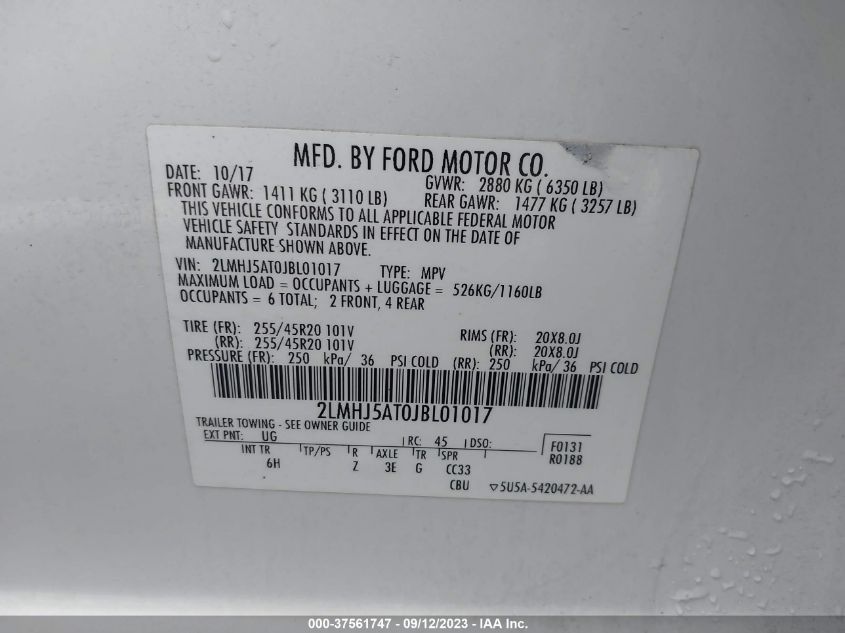 MFD. BY FORD MOTOR CO.
DATE: 10/17 GVWR: 2880 KG ( 6350 LB)
FRONT GAWR: 1411 KG ( 3110 LB) REAR GAWR: 1477 KG ( 3257 LB)
THIS VEHICLE CONFORMS TO ALL APPLICABLE FEDERAL MOTOR
VEHICLE SAFETY STANDARDS IN EFFECT ON THE DATE OF
MANUFACTURE SHOWN ABOVE.
VIN: 2LMHJ5AT0JBL01017 TYPE: MPV
MAXIMUM LOAD = OCCUPANTS + LUGGAGE = 526KG/1160LB
OCCUPANTS = 6 TOTAL; 2 FRONT, 4 REAR
TIRE (FR): 255/45R20 101V RIMS (FR): 20X8.0J
(RR): 255/45R20 101V (RR): 20X8.0J
PRESSURE (FR): 250 kPa/ 36 PSI COLD (RR): 250 kPa/ 36 PSI COLD
2LMHJ5AT0JBL01017
TRAILER TOWING - SEE OWNER GUIDE
EXT PNT: UG RC: 45 DSO: F0131
INT TR TP/PS R AXLE TR SPR R0188
6H Z 3E G CC33
CBU ▽5U5A-5420472-AA
000-37561747 - 09/12/2023 - IAA Inc.